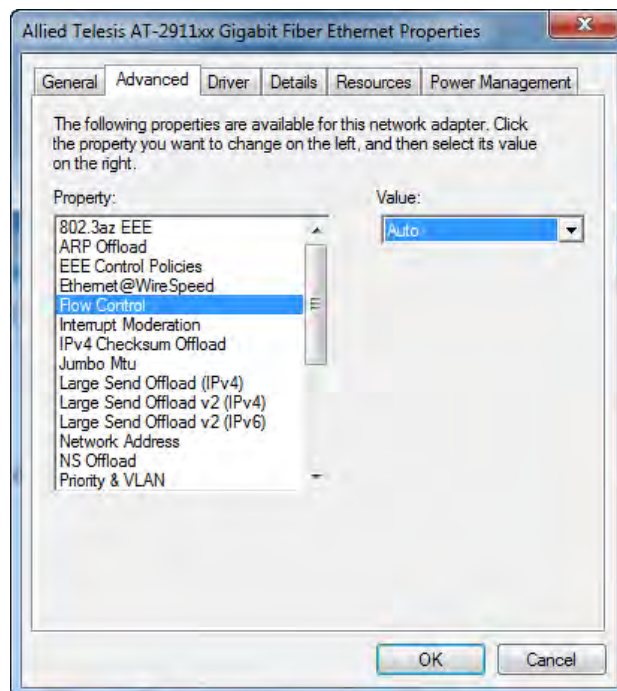 Allied Telesis AT-2911xx Gigabit Fiber Ethernet Properties
General Advanced Driver Details Resources Power Management
The following properties are available for this network adapter. Click
the property you want to change on the left, and then select its value
on the right.
Property:
802.3az EEE
ARP Offload
EEE Control Policies
Ethernet@WireSpeed
Flow Control
Interrupt Moderation
IPv4 Checksum Offload
Jumbo Mtu
Large Send Offload (IPv4)
Large Send Offload v2 (IPv4)
Large Send Offload v2 (IPv6)
Network Address
NS Offload
Priority & VLAN
Value:
Auto
OK Cancel